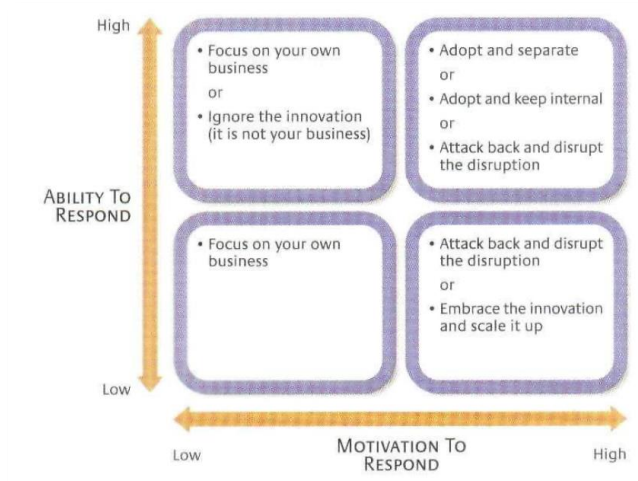 High
• Focus on your own
business
or
• Ignore the innovation
(it is not your business)
• Adopt and separate
or
• Adopt and keep internal
or
• Attack back and disrupt
the disruption
ABILITY TO
RESPOND
• Focus on your own
business
• Attack back and disrupt
the disruption
or
• Embrace the innovation
and scale it up
Low
Low
MOTIVATION TO
RESPOND
High